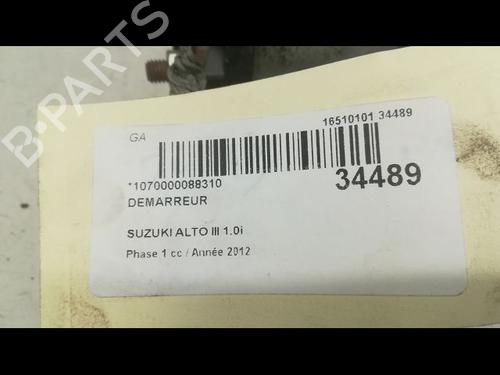 GA
16510101 34489
*1070000088310
34489
DEMARREUR
SUZUKI ALTO III 1.0i
Phase 1 cc / Année 2012
B-PARTS